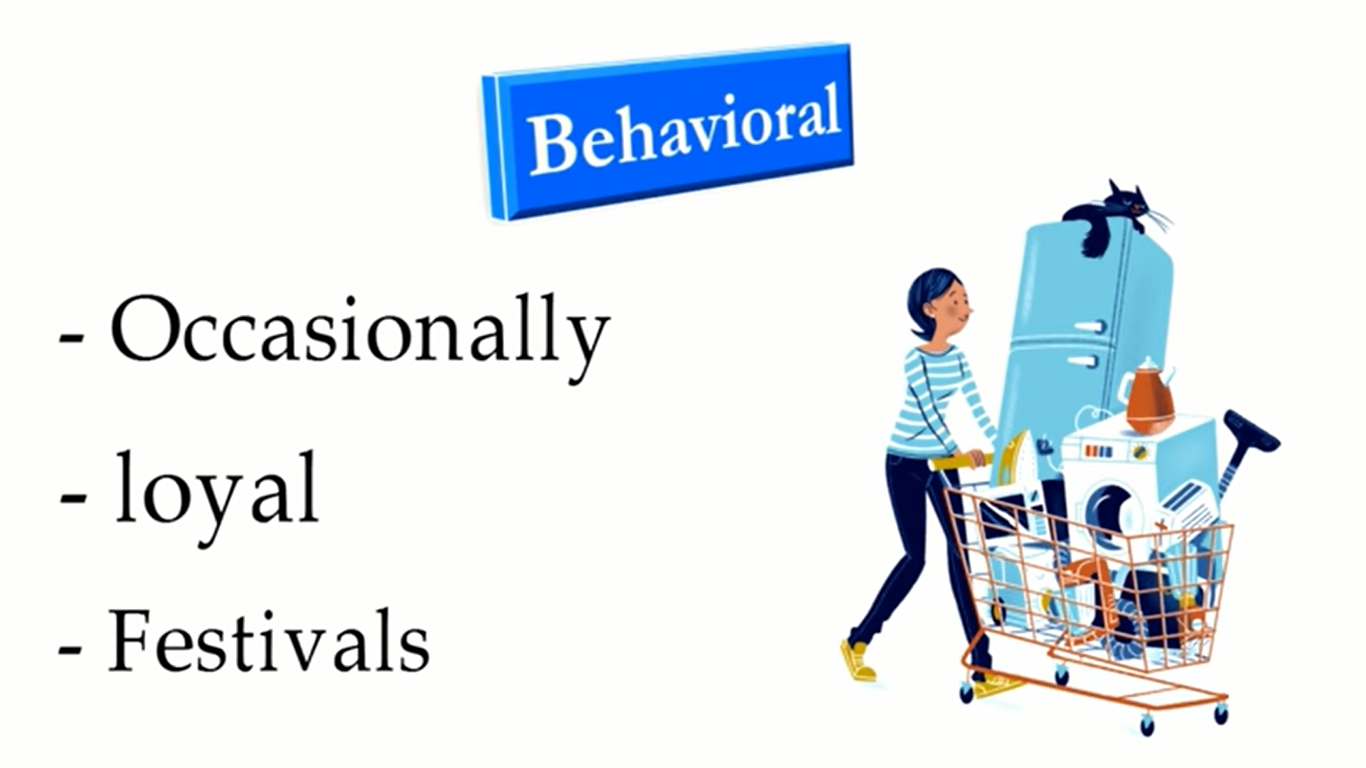 Behavioral
- Occasionally
- loyal
- Festivals